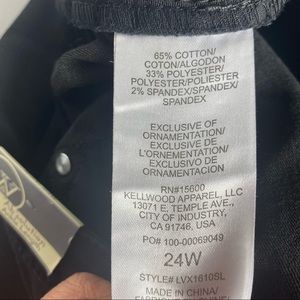 65% COTTON/
COTON/ALGODON
33% POLYESTER/
POLYESTER/POLIESTER
2% SPANDEX/SPANDEX/
SPANDEX
EXCLUSIVE OF
ORNAMENTATION/
EXCLUSIVE DE
L'ORNEMENTATION/
EXCLUSIVO DE
ORNAMENTACION
RN#15600
KELLWOOD APPAREL, LLC
13071 E. TEMPLE AVE.,
CITY OF INDUSTRY,
CA 91746, USA
PO# 100-00069049
24W
STYLE# LVX1610SL
MADE IN CHINA/